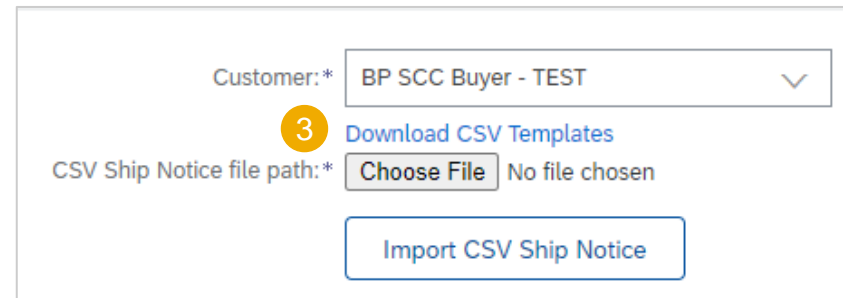 Customer:* BP SCC Buyer - TEST
3 Download CSV Templates
CSV Ship Notice file path:* Choose File No file chosen
Import CSV Ship Notice